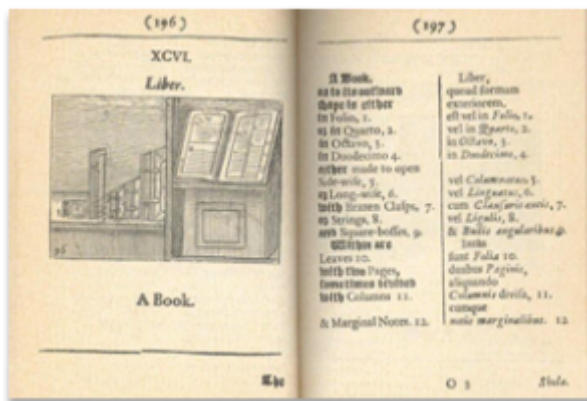 (196)
XCVI.
Liber.
96
A Book.
The
(197)
A Book,
as to its outward
shape is either
in Folio, 1.
or in Quarto, 2.
in Octavo, 3.
in Duodecimo 4.
either made to open
Side-wise, 5.
or Long-wise, 6.
with Brazen Clasps, 7.
or Strings, 8.
and Square-bosses, 9.
Within are
Leaves 10.
with two Pages,
sometimes divided
with Columns 11.
& Marginal Notes. 12.
Liber,
quoad formam
exteriorem,
est vel in Folio, 1.
vel in Quarto, 2.
in Octavo, 3.
in Duodecimo, 4.
vel Columnatus, 5.
vel Linguatus, 6.
cum Clausuris 7.
vel Ligulis, 8.
& Bullis angularibus 9.
Intus
sunt Folia 10.
duabus Paginis,
aliquando
Columnis divisa, 11.
cumque
notis marginalibus. 12
O 3